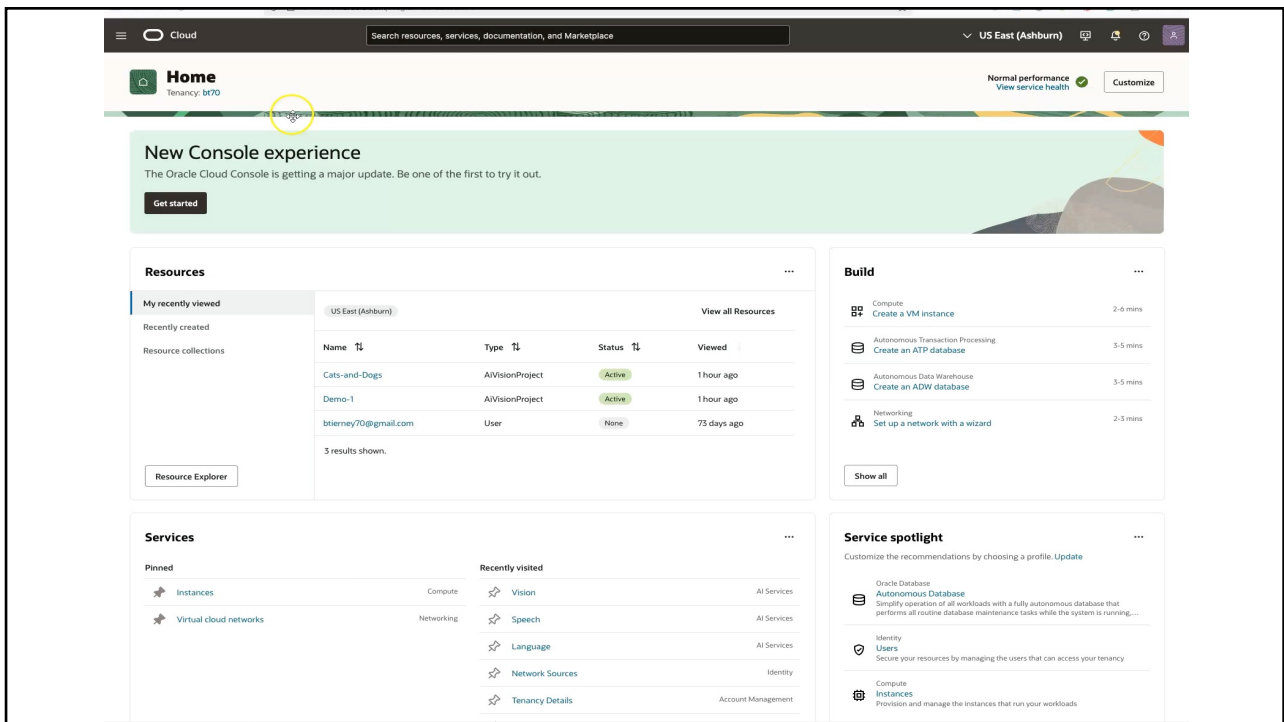 Cloud
Search resources, services, documentation, and Marketplace
US East (Ashburn)
Home
Tenancy: bt70
Normal performance
View service health
Customize
New Console experience
The Oracle Cloud Console is getting a major update. Be one of the first to try it out.
Get started
Resources
My recently viewed
Recently created
Resource collections
Resource Explorer
US East (Ashburn)
View all Resources
Name Type Status Viewed
Cats-and-Dogs AiVisionProject Active 1 hour ago
Demo-1 AiVisionProject Active 1 hour ago
btierney70@gmail.com User None 73 days ago
3 results shown.
Build
Compute
Create a VM instance 2-6 mins
Autonomous Transaction Processing
Create an ATP database 3-5 mins
Autonomous Data Warehouse
Create an ADW database 3-5 mins
Networking
Set up a network with a wizard 2-3 mins
Show all
Services
Pinned
Instances Compute
Virtual cloud networks Networking
Recently visited
Vision AI Services
Speech AI Services
Language AI Services
Network Sources Identity
Tenancy Details Account Management
Service spotlight
Customize the recommendations by choosing a profile. Update
Oracle Database
Autonomous Database
Simplify operation of all workloads with a fully autonomous database that
performs all routine database maintenance tasks while the system is running,...
Identity
Users
Secure your resources by managing the users that can access your tenancy
Compute
Instances
Provision and manage the instances that run your workloads